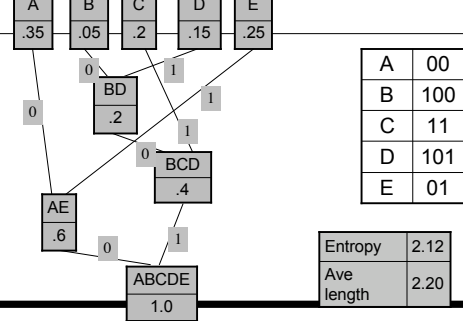 A B C D E
.35 .05 .2 .15 .25
0 1
BD
.2
1
0
1
0
BCD
.4
AE
.6
0 1
ABCDE
1.0
A 00
B 100
C 11
D 101
E 01
Entropy 2.12
Ave length 2.20